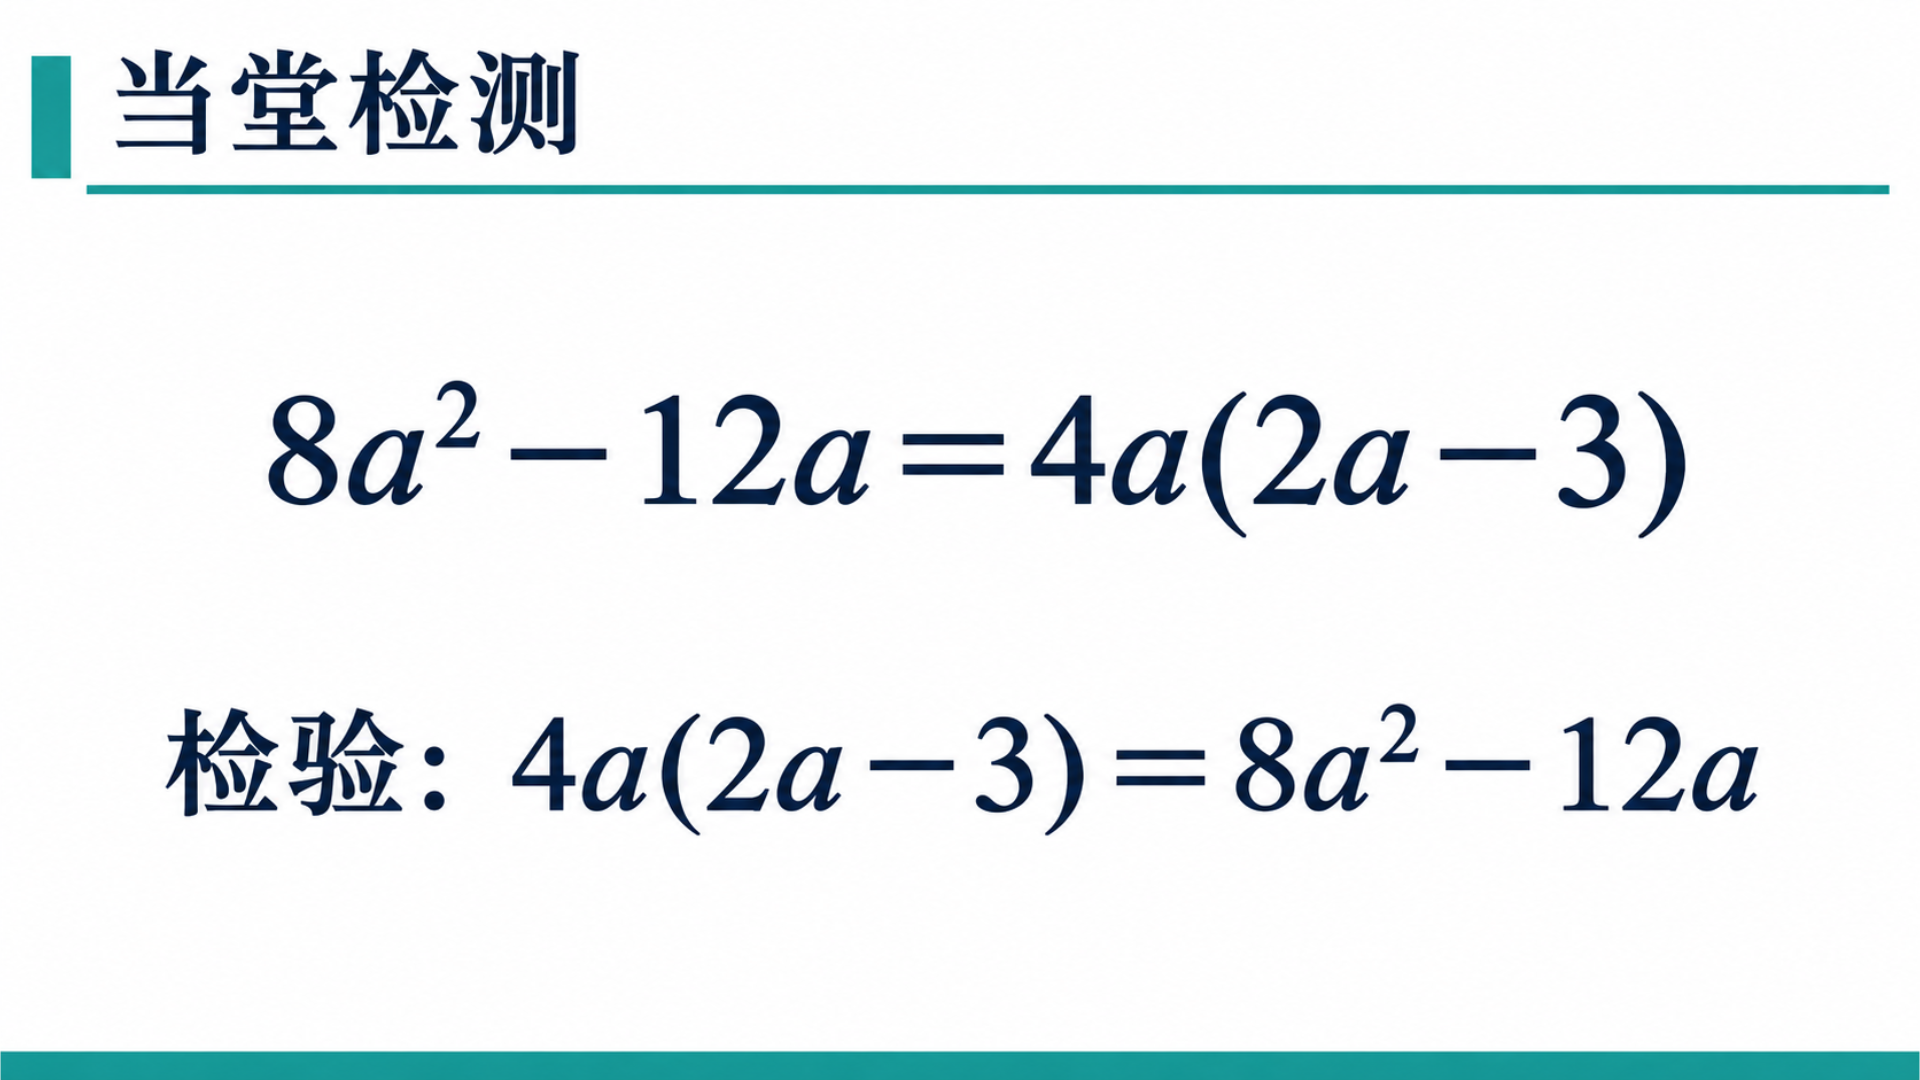 当堂检测
8a² − 12a = 4a(2a − 3)
检验：4a(2a − 3) = 8a² − 12a